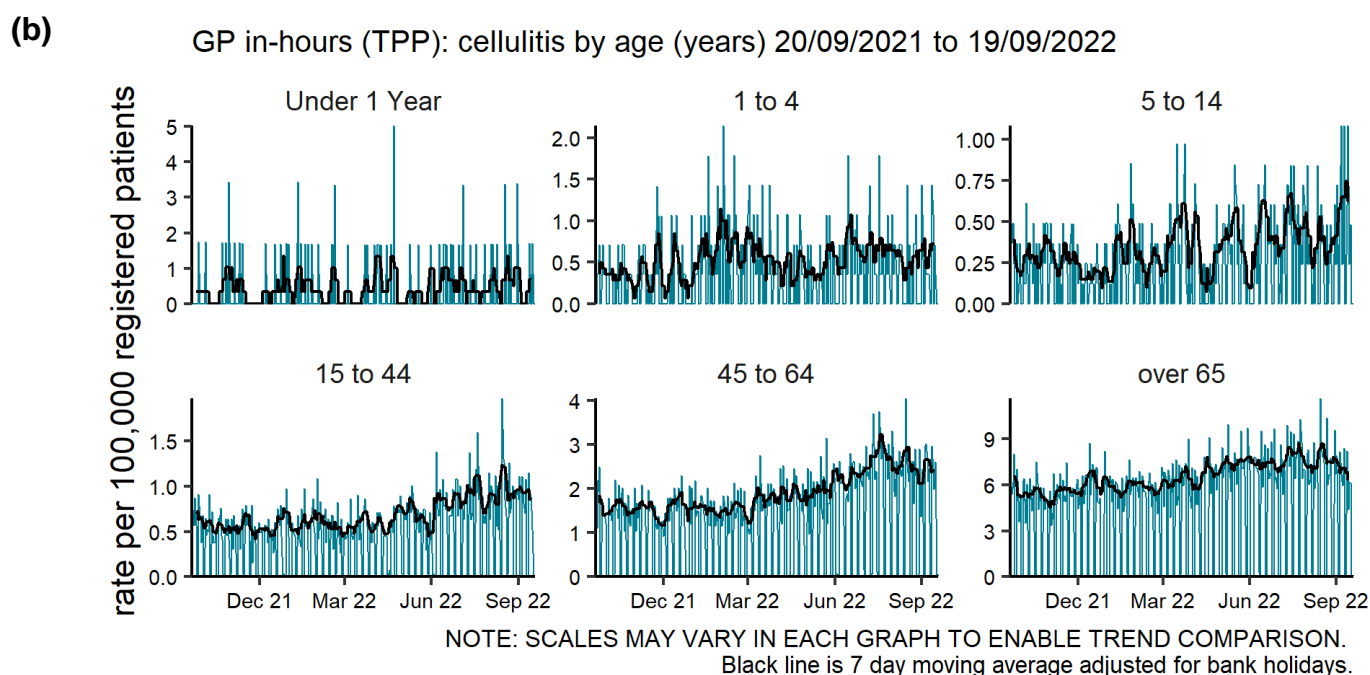 (b)
GP in-hours (TPP): cellulitis by age (years) 20/09/2021 to 19/09/2022
rate per 100,000 registered patients
Under 1 Year
5
4
3
2
1
0
1 to 4
2.0
1.5
1.0
0.5
0.0
5 to 14
1.00
0.75
0.50
0.25
0.00
15 to 44
1.5
1.0
0.5
0.0
Dec 21 Mar 22 Jun 22 Sep 22
45 to 64
4
3
2
1
0
Dec 21 Mar 22 Jun 22 Sep 22
over 65
9
6
3
0
Dec 21 Mar 22 Jun 22 Sep 22
NOTE: SCALES MAY VARY IN EACH GRAPH TO ENABLE TREND COMPARISON.
Black line is 7 day moving average adjusted for bank holidays.